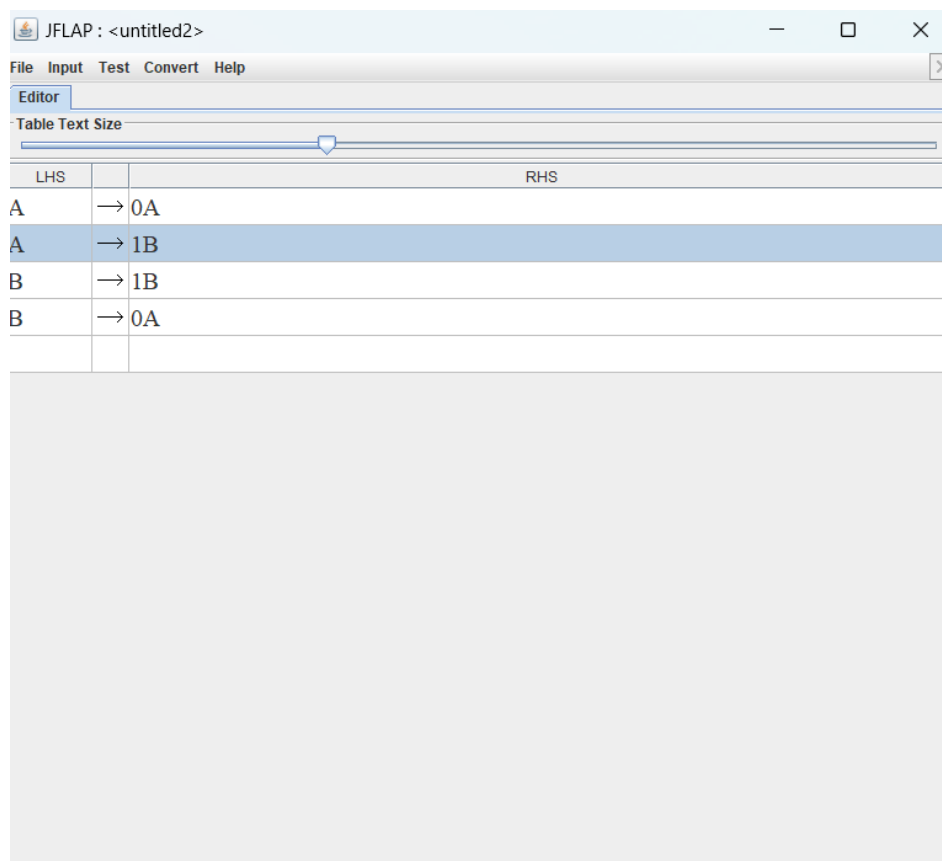 JFLAP : <untitled2>
File Input Test Convert Help
Editor
Table Text Size
LHS RHS
A → 0A
A → 1B
B → 1B
B → 0A